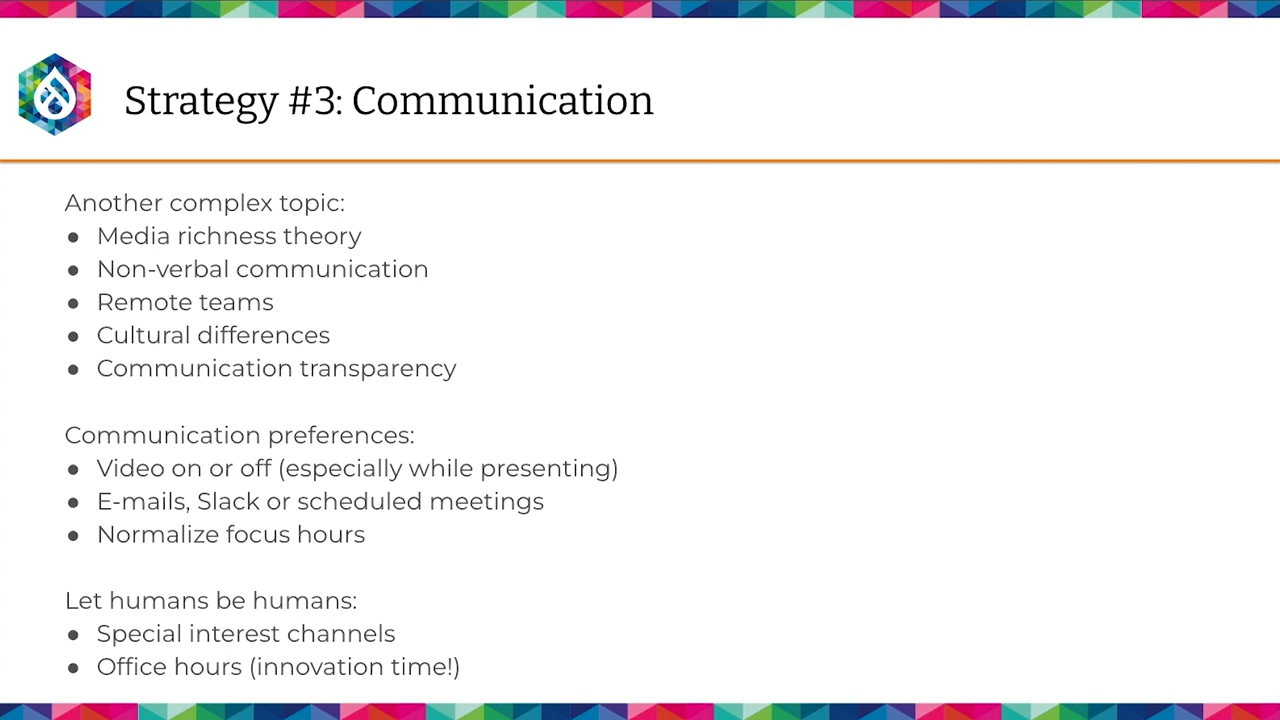 Strategy #3: Communication
Another complex topic:
● Media richness theory
● Non-verbal communication
● Remote teams
● Cultural differences
● Communication transparency
Communication preferences:
● Video on or off (especially while presenting)
● E-mails, Slack or scheduled meetings
● Normalize focus hours
Let humans be humans:
● Special interest channels
● Office hours (innovation time!)